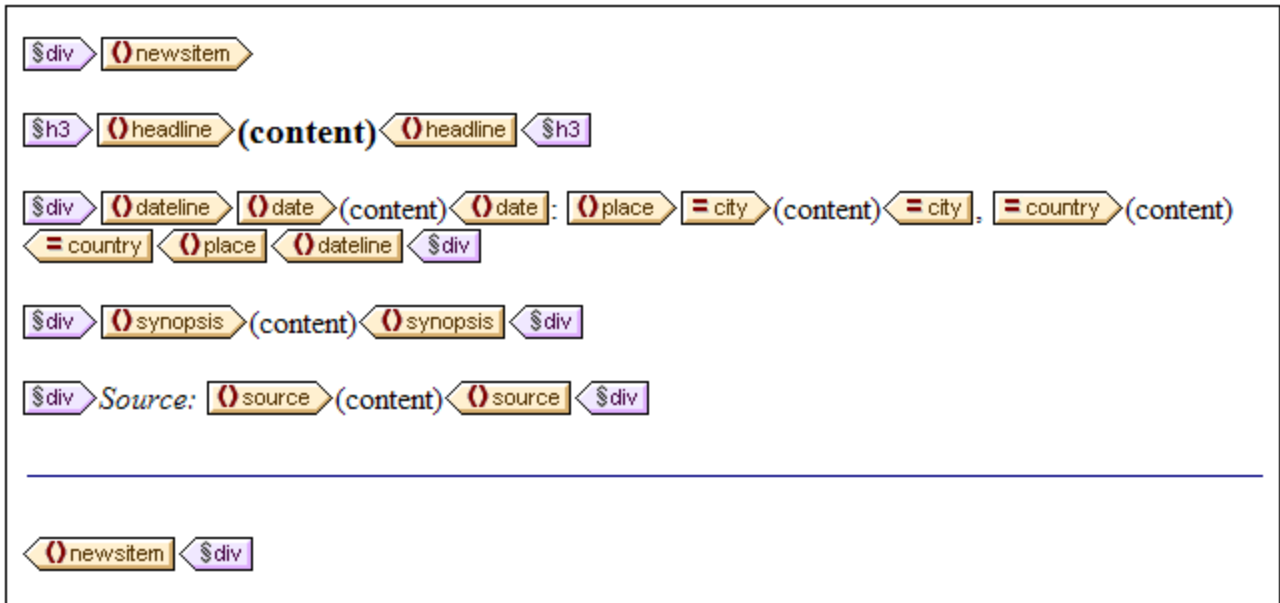 §div ()newsitem
§h3 ()headline (content) ()headline §h3
§div ()dateline ()date (content) ()date : ()place =city (content) =city , =country (content)
=country ()place ()dateline §div
§div ()synopsis (content) ()synopsis §div
§div Source: ()source (content) ()source §div
()newsitem §div